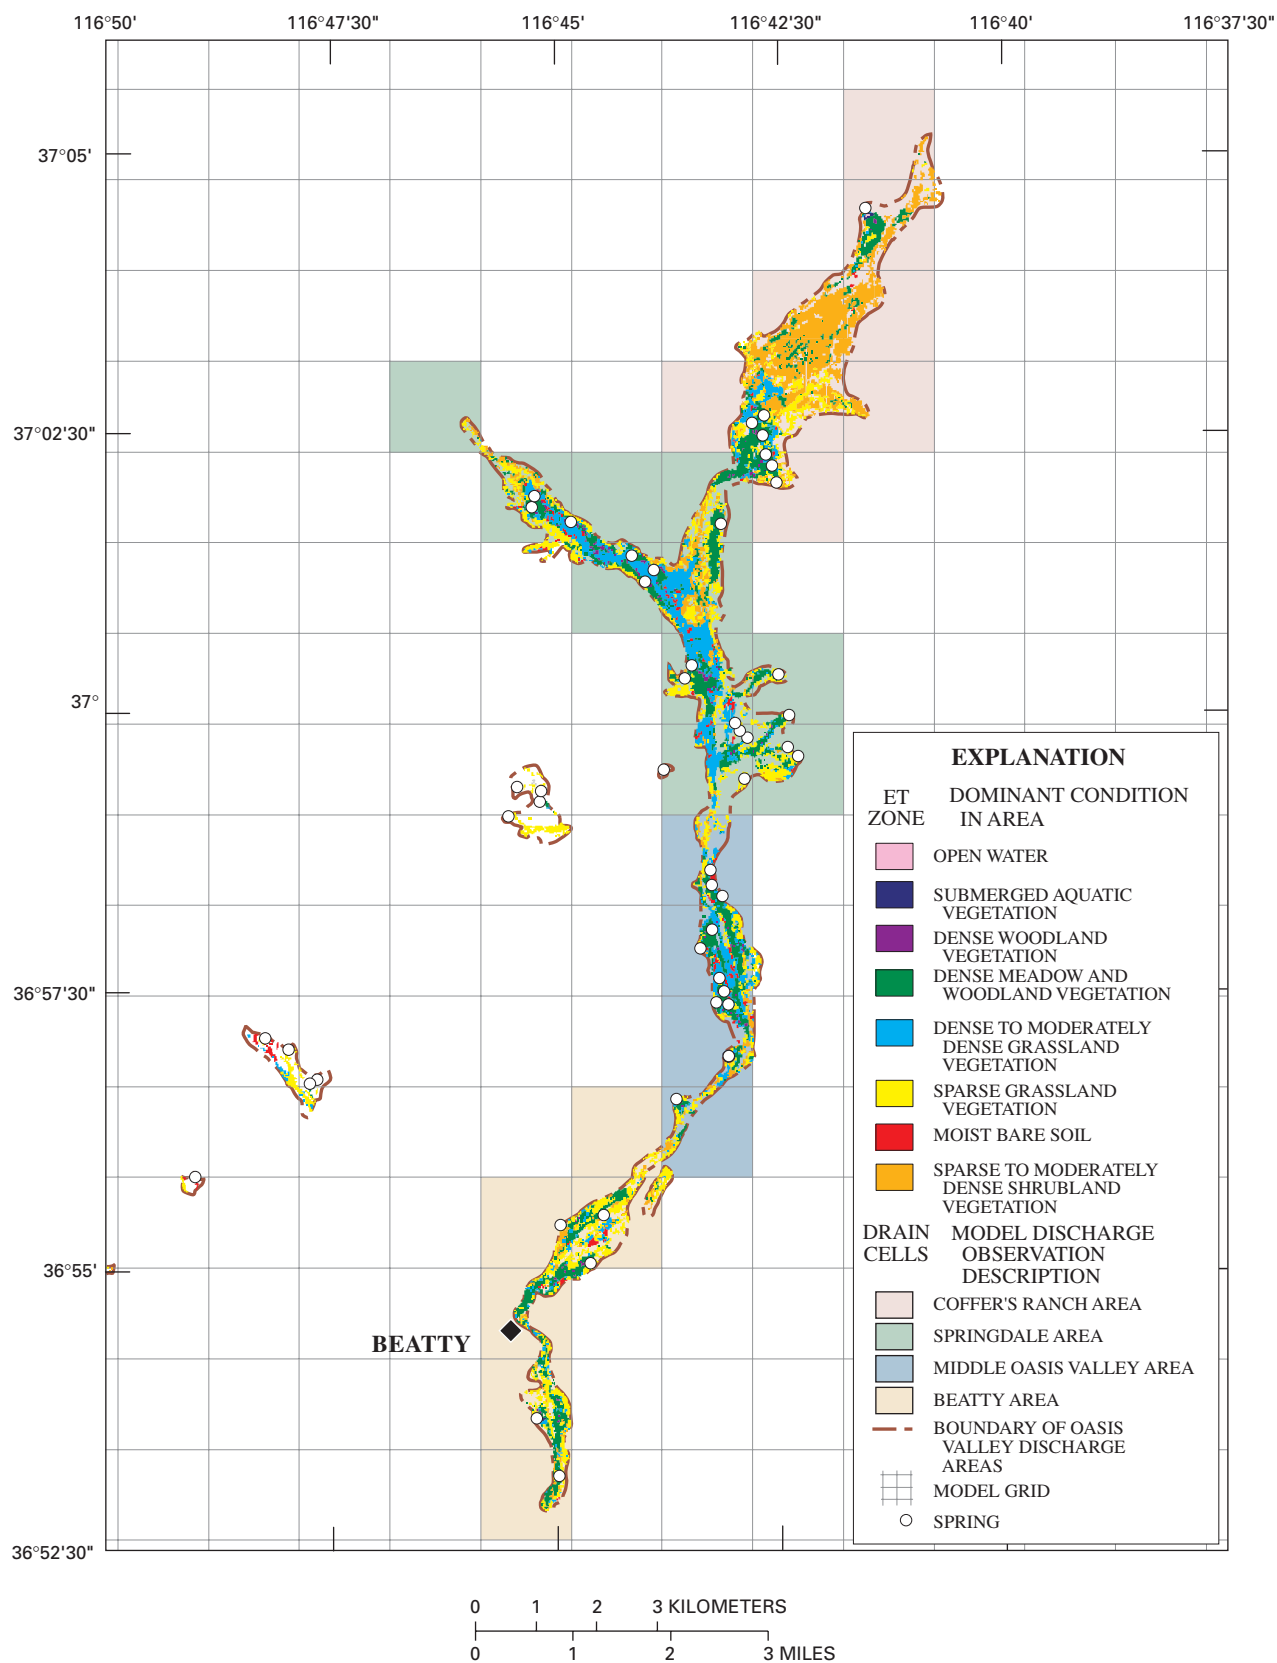 116°50'
116°47'30"
116°45'
116°42'30"
116°40'
116°37'30"
37°05'
37°02'30"
37°
36°57'30"
36°55'
36°52'30"
BEATTY
EXPLANATION
ET
ZONE
DOMINANT CONDITION
IN AREA
OPEN WATER
SUBMERGED AQUATIC
VEGETATION
DENSE WOODLAND
VEGETATION
DENSE MEADOW AND
WOODLAND VEGETATION
DENSE TO MODERATELY
DENSE GRASSLAND
VEGETATION
SPARSE GRASSLAND
VEGETATION
MOIST BARE SOIL
SPARSE TO MODERATELY
DENSE SHRUBLAND
VEGETATION
DRAIN
CELLS
MODEL DISCHARGE
OBSERVATION
DESCRIPTION
COFFER'S RANCH AREA
SPRINGDALE AREA
MIDDLE OASIS VALLEY AREA
BEATTY AREA
BOUNDARY OF OASIS
VALLEY DISCHARGE
AREAS
MODEL GRID
SPRING
0 1 2 3 KILOMETERS
0 1 2 3 MILES